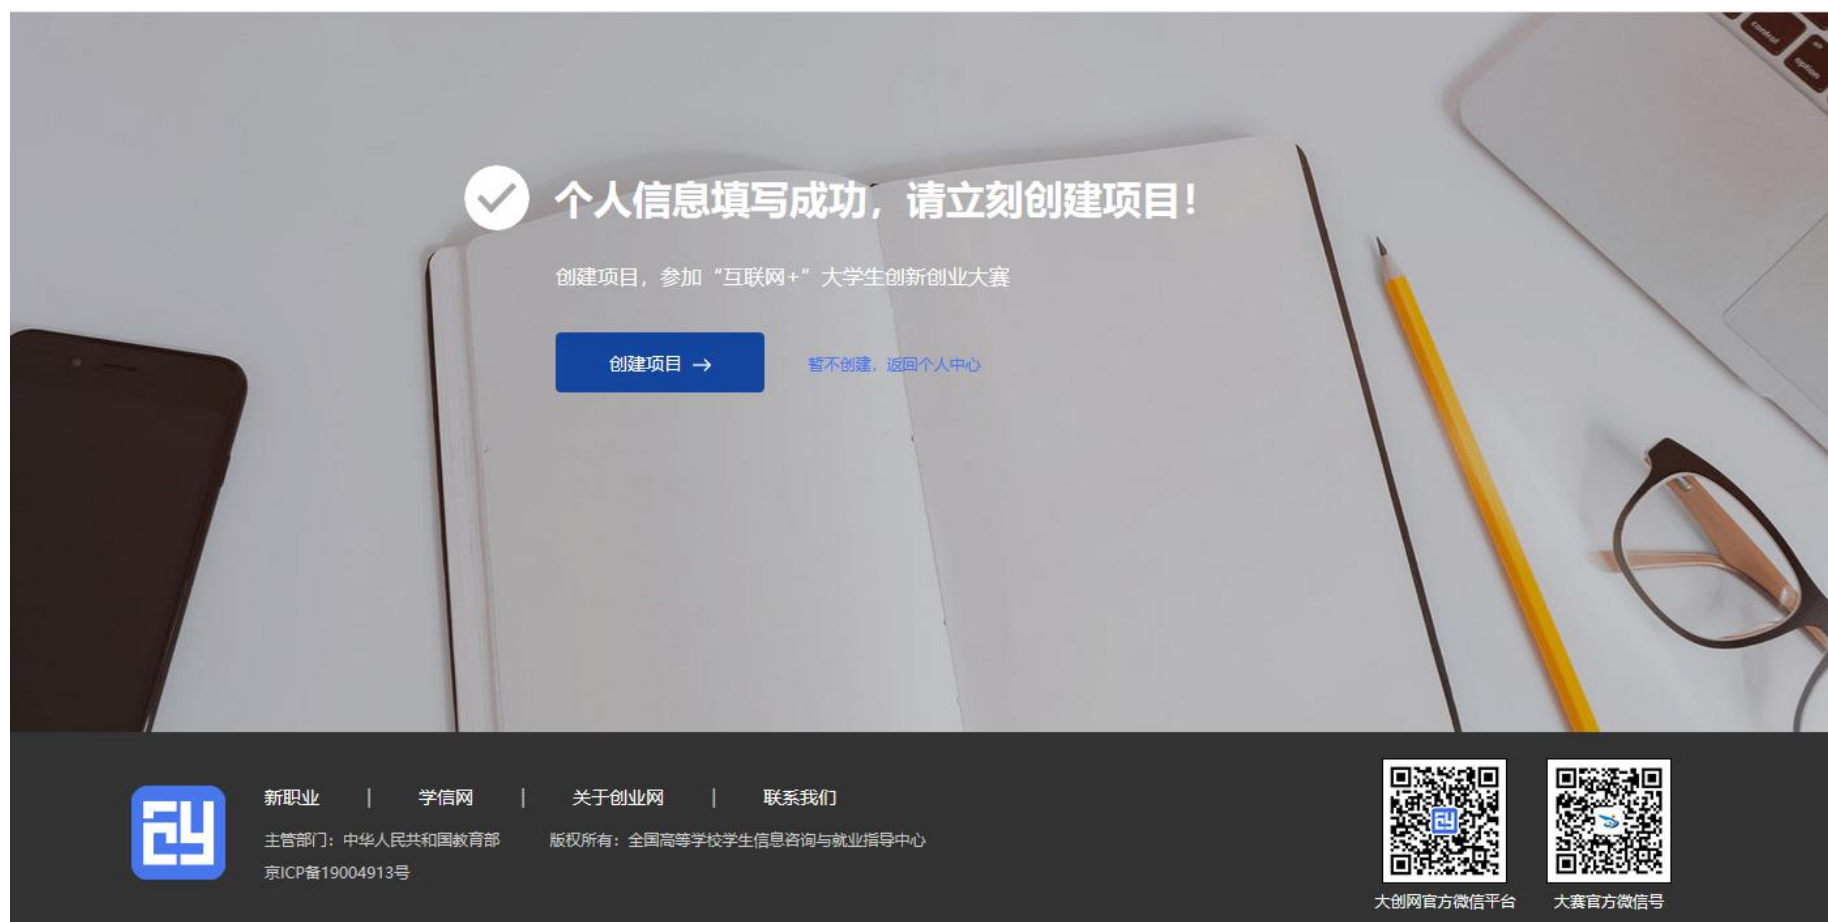 control
option
个人信息填写成功，请立刻创建项目！
创建项目，参加“互联网+”大学生创新创业大赛
创建项目 →
暂不创建，返回个人中心
新职业 | 学信网 | 关于创业网 | 联系我们
主管部门：中华人民共和国教育部 版权所有：全国高等学校学生信息咨询与就业指导中心
京ICP备19004913号
大创网官方微信平台 大赛官方微信号